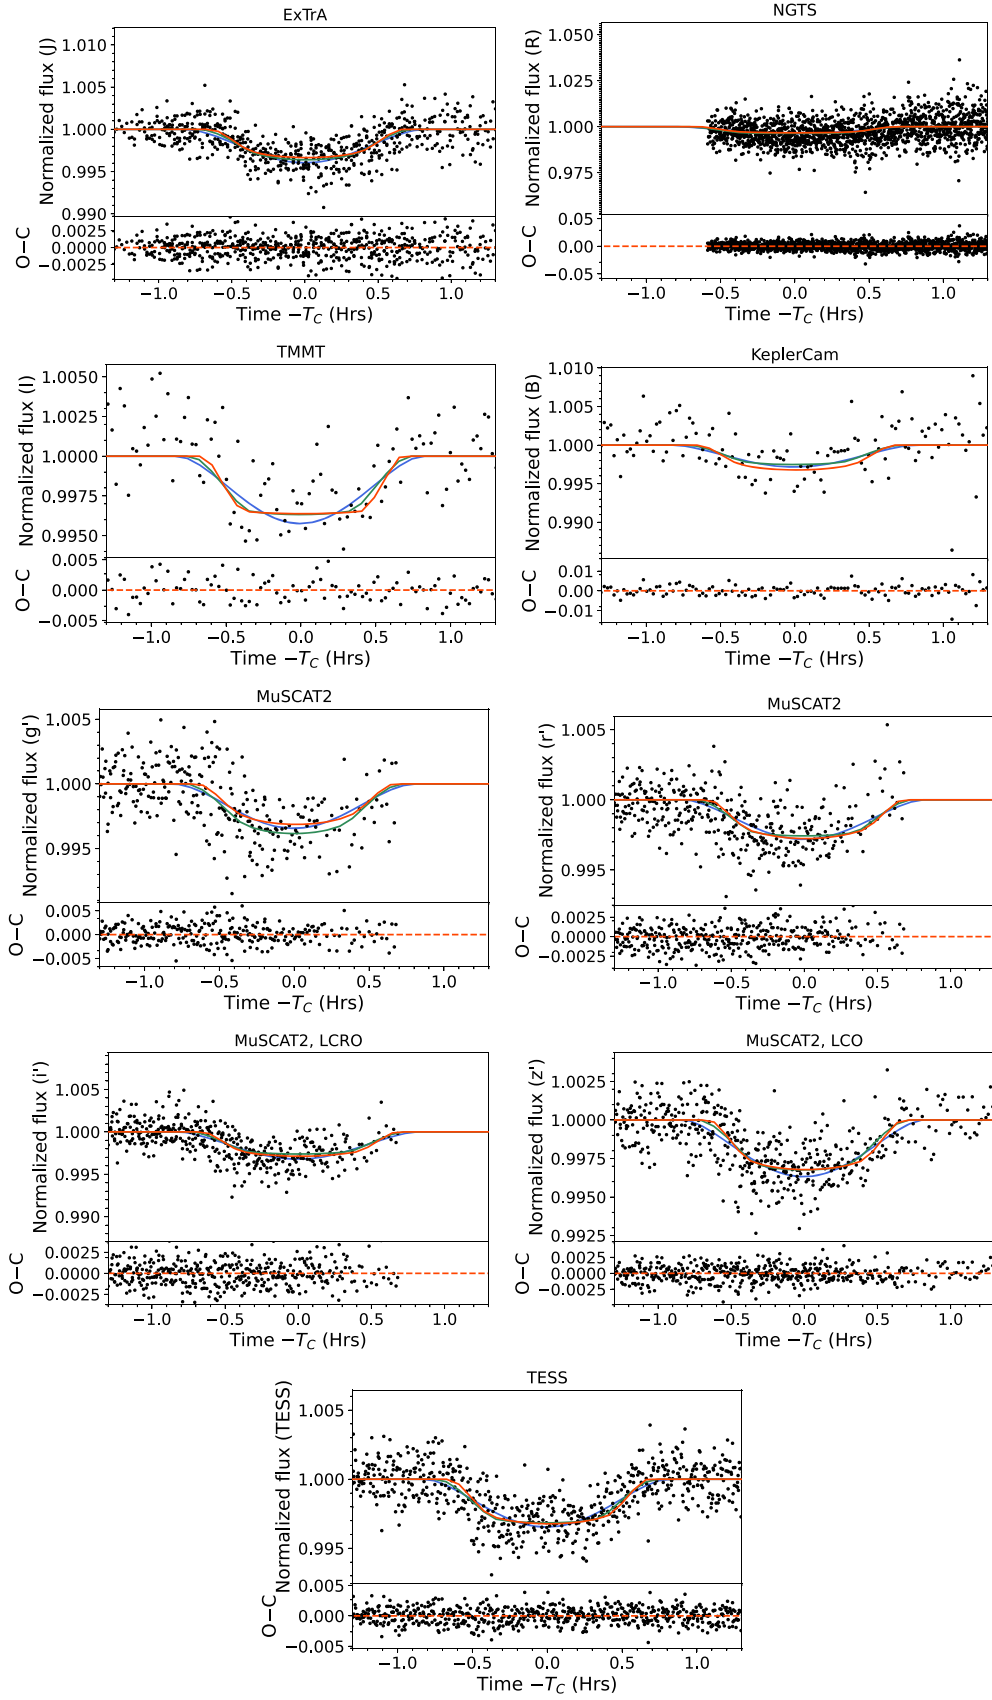 ExTrA
Normalized flux (J)
1.010
1.005
1.000
0.995
0.990
O−C
0.0025
0.0000
−0.0025
−1.0 −0.5 0.0 0.5 1.0
Time −T_C (Hrs)
NGTS
Normalized flux (R)
1.050
1.025
1.000
0.975
O−C
0.05
0.00
−0.05
−1.0 −0.5 0.0 0.5 1.0
Time −T_C (Hrs)
TMMT
Normalized flux (I)
1.0050
1.0025
1.0000
0.9975
0.9950
O−C
0.005
0.000
−0.005
−1.0 −0.5 0.0 0.5 1.0
Time −T_C (Hrs)
KeplerCam
Normalized flux (B)
1.010
1.005
1.000
0.995
0.990
O−C
0.01
0.00
−0.01
−1.0 −0.5 0.0 0.5 1.0
Time −T_C (Hrs)
MuSCAT2
Normalized flux (g')
1.005
1.000
0.995
O−C
0.005
0.000
−0.005
−1.0 −0.5 0.0 0.5 1.0
Time −T_C (Hrs)
MuSCAT2
Normalized flux (r')
1.005
1.000
0.995
O−C
0.0025
0.0000
−0.0025
−1.0 −0.5 0.0 0.5 1.0
Time −T_C (Hrs)
MuSCAT2, LCRO
Normalized flux (i')
1.005
1.000
0.995
0.990
O−C
0.0025
0.0000
−0.0025
−1.0 −0.5 0.0 0.5 1.0
Time −T_C (Hrs)
MuSCAT2, LCO
Normalized flux (z')
1.0025
1.0000
0.9975
0.9950
0.9925
O−C
0.0025
0.0000
−0.0025
−1.0 −0.5 0.0 0.5 1.0
Time −T_C (Hrs)
TESS
Normalized flux (TESS)
1.005
1.000
0.995
O−C
0.005
0.000
−0.005
−1.0 −0.5 0.0 0.5 1.0
Time −T_C (Hrs)